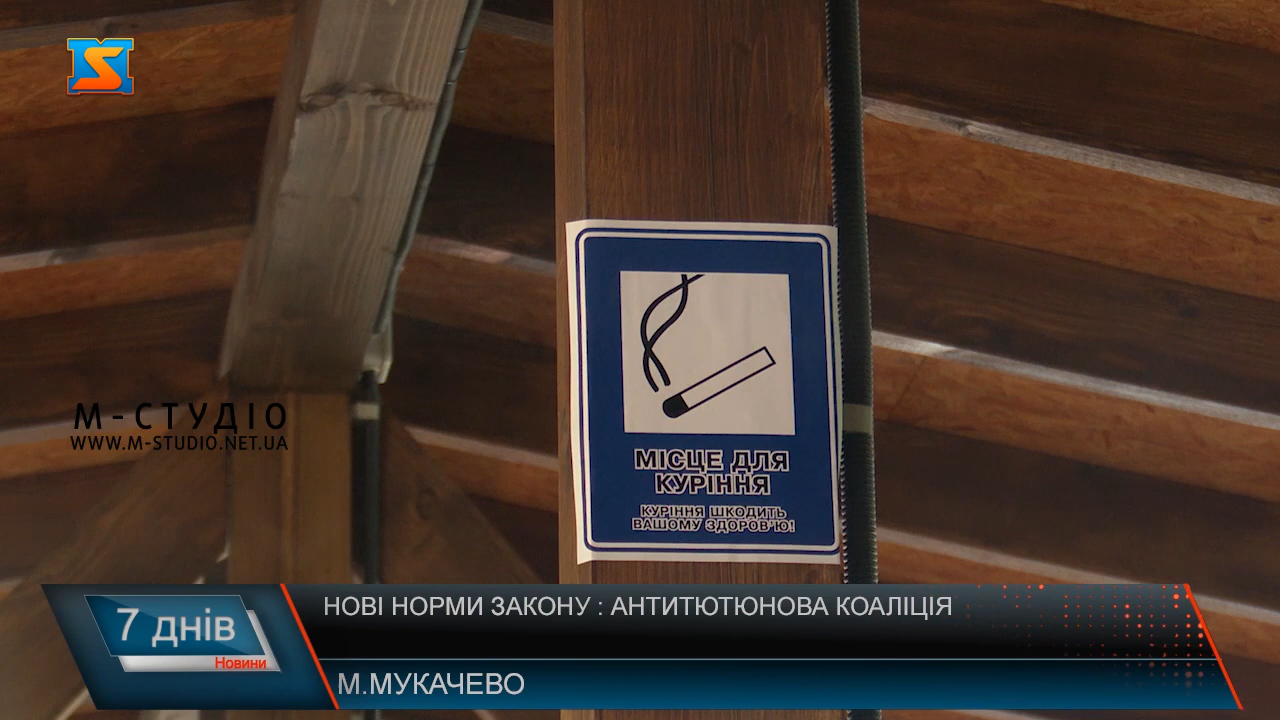 М-СТУДІО
WWW.M-STUDIO.NET.UA
МІСЦЕ ДЛЯ
КУРІННЯ
КУРІННЯ ШКОДИТЬ
ВАШОМУ ЗДОРОВ'Ю!
7 днів
Новини
НОВІ НОРМИ ЗАКОНУ : АНТИТЮТЮНОВА КОАЛІЦІЯ
М.МУКАЧЕВО